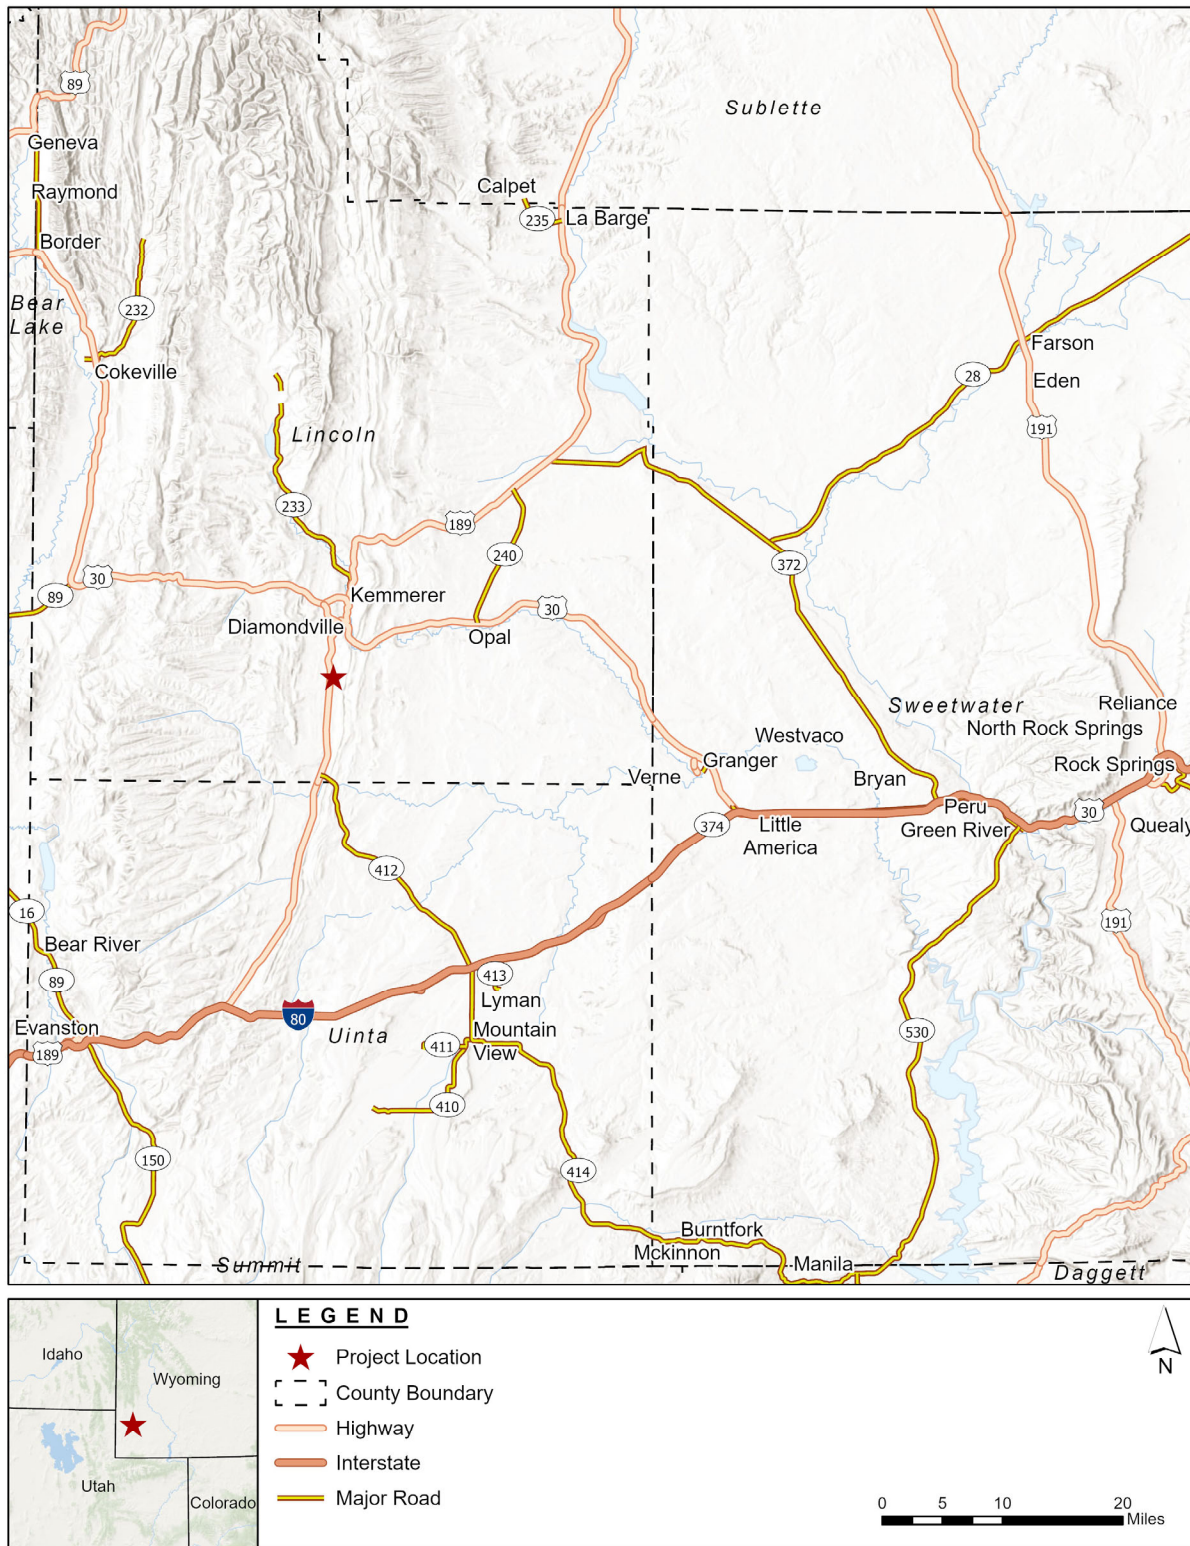 89
Sublette
Geneva
Calpet
Raymond
235
La Barge
Border
Bear
Lake
232
Farson
Cokeville
28
Eden
Lincoln
191
233
189
240
372
30
89
Kemmerer
30
Diamondville
Opal
Sweetwater
Reliance
North Rock Springs
Westvaco
Granger
Rock Springs
Verne
Bryan
Peru
30
374
Little
America
Green River
Quealy
412
16
191
Bear River
413
89
Lyman
80
Evanston
Uinta
Mountain
View
530
411
189
410
150
414
Burntfork
Mckinnon
Manila
Summit
Daggett
Idaho
Wyoming
Utah
Colorado
LEGEND
Project Location
County Boundary
Highway
Interstate
Major Road
N
0 5 10 20
Miles